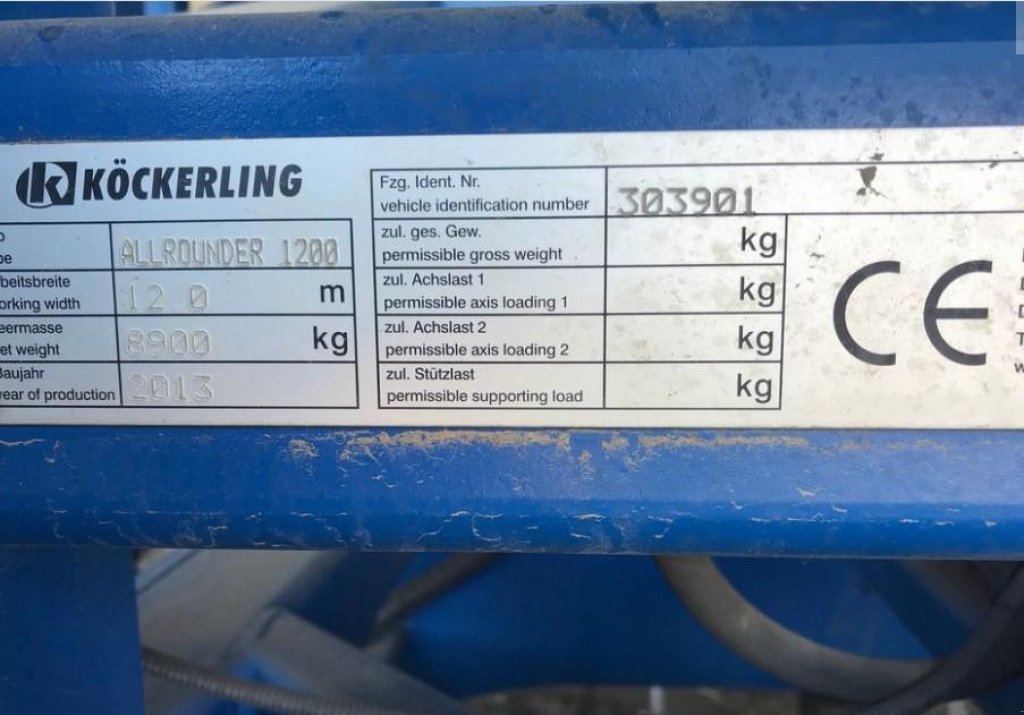 KÖCKERLING
ALLROUNDER 1200
beitsbreite
orking width 12 0 m
eermasse
et weight 8900 kg
Baujahr
year of production 2013
Fzg. Ident. Nr.
vehicle identification number 303901
zul. ges. Gew.
permissible gross weight kg
zul. Achslast 1
permissible axis loading 1 kg
zul. Achslast 2
permissible axis loading 2 kg
zul. Stützlast
permissible supporting load kg
CE